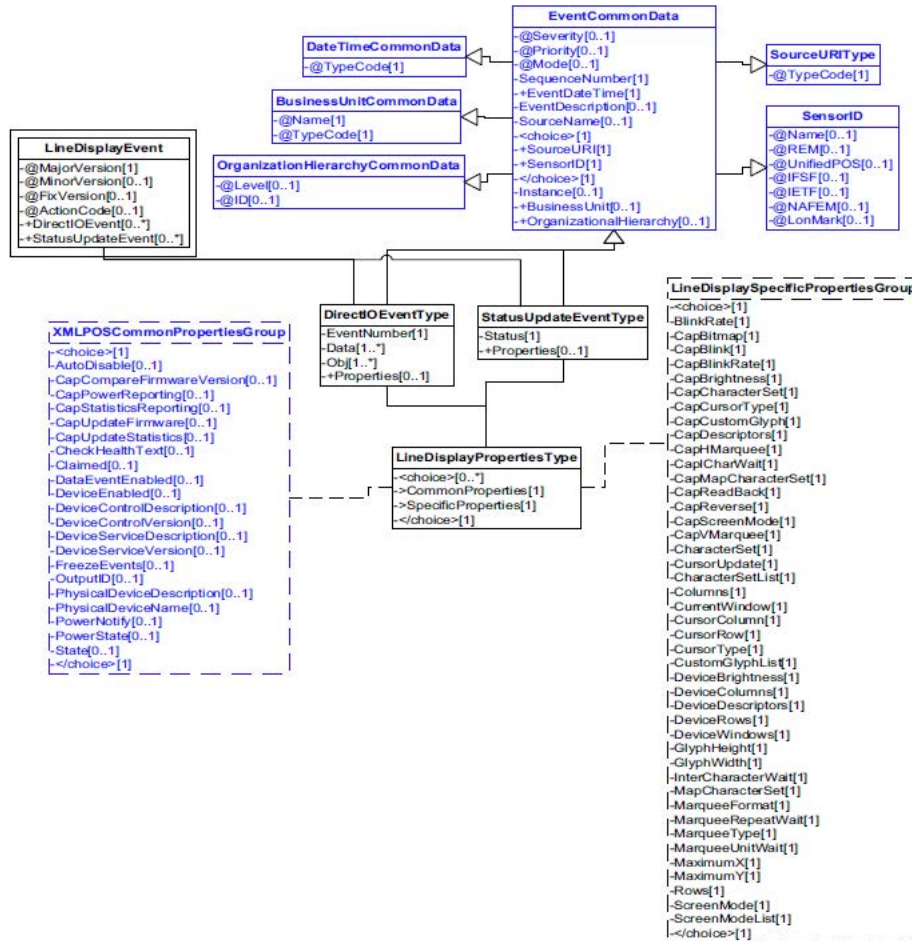 EventCommonData
-@Severity[0..1]
-@Priority[0..1]
-@Mode[0..1]
-SequenceNumber[1]
-+EventDateTime[1]
-EventDescription[0..1]
-SourceName[0..1]
-<choice>[1]
-+SourceURI[1]
-+SensorID[1]
-</choice>[1]
-Instance[0..1]
-+BusinessUnit[0..1]
-+OrganizationalHierarchy[0..1]
DateTimeCommonData
-@TypeCode[1]
BusinessUnitCommonData
-@Name[1]
-@TypeCode[1]
OrganizationHierarchyCommonData
-@Level[0..1]
-@ID[0..1]
SourceURIType
-@TypeCode[1]
SensorID
-@Name[0..1]
-@REM[0..1]
-@UnifiedPOS[0..1]
-@IFSF[0..1]
-@IETF[0..1]
-@NAFEM[0..1]
-@LonMark[0..1]
LineDisplayEvent
-@MajorVersion[1]
-@MinorVersion[0..1]
-@FixVersion[0..1]
-@ActionCode[0..1]
-+DirectIOEvent[0..*]
-+StatusUpdateEvent[0..*]
DirectIOEventType
-EventNumber[1]
-Data[1..*]
-Obj[1..*]
-+Properties[0..1]
StatusUpdateEventType
-Status[1]
-+Properties[0..1]
XMLPOSCommonPropertiesGroup
-<choice>[1]
-AutoDisable[0..1]
-CapCompareFirmwareVersion[0..1]
-CapPowerReporting[0..1]
-CapStatisticsReporting[0..1]
-CapUpdateFirmware[0..1]
-CapUpdateStatistics[0..1]
-CheckHealthText[0..1]
-Claimed[0..1]
-DataEventEnabled[0..1]
-DeviceEnabled[0..1]
-DeviceControlDescription[0..1]
-DeviceControlVersion[0..1]
-DeviceServiceDescription[0..1]
-DeviceServiceVersion[0..1]
-FreezeEvents[0..1]
-OutputID[0..1]
-PhysicalDeviceDescription[0..1]
-PhysicalDeviceName[0..1]
-PowerNotify[0..1]
-PowerState[0..1]
-State[0..1]
-</choice>[1]
LineDisplayPropertiesType
-<choice>[0..*]
->CommonProperties[1]
->SpecificProperties[1]
-</choice>[1]
LineDisplaySpecificPropertiesGroup
-<choice>[1]
-BlinkRate[1]
-CapBitmap[1]
-CapBlink[1]
-CapBlinkRate[1]
-CapBrightness[1]
-CapCharacterSet[1]
-CapCursorType[1]
-CapCustomGlyph[1]
-CapDescriptors[1]
-CapHMarquee[1]
-CapICharWait[1]
-CapMapCharacterSet[1]
-CapReadBack[1]
-CapReverse[1]
-CapScreenMode[1]
-CapVMarquee[1]
-CharacterSet[1]
-CursorUpdate[1]
-CharacterSetList[1]
-Columns[1]
-CurrentWindow[1]
-CursorColumn[1]
-CursorRow[1]
-CursorType[1]
-CustomGlyphList[1]
-DeviceBrightness[1]
-DeviceColumns[1]
-DeviceDescriptors[1]
-DeviceRows[1]
-DeviceWindows[1]
-GlyphHeight[1]
-GlyphWidth[1]
-InterCharacterWait[1]
-MapCharacterSet[1]
-MarqueeFormat[1]
-MarqueeRepeatWait[1]
-MarqueeType[1]
-MarqueeUnitWait[1]
-MaximumX[1]
-MaximumY[1]
-Rows[1]
-ScreenMode[1]
-ScreenModeList[1]
-</choice>[1]